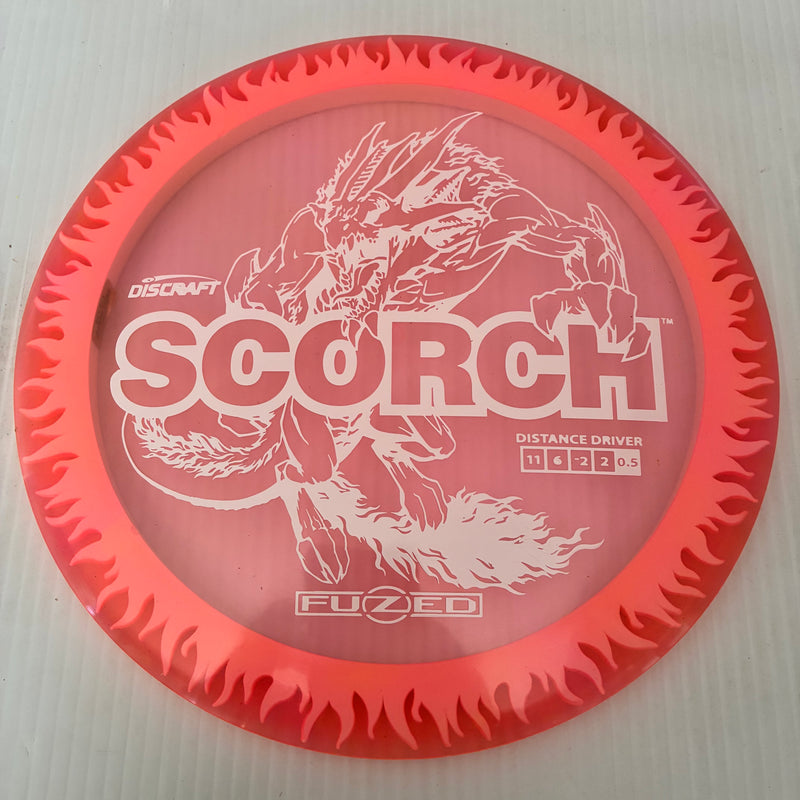 DISCRAFT
SCORCH™
DISTANCE DRIVER
11 6 -2 2 0.5
FUZED